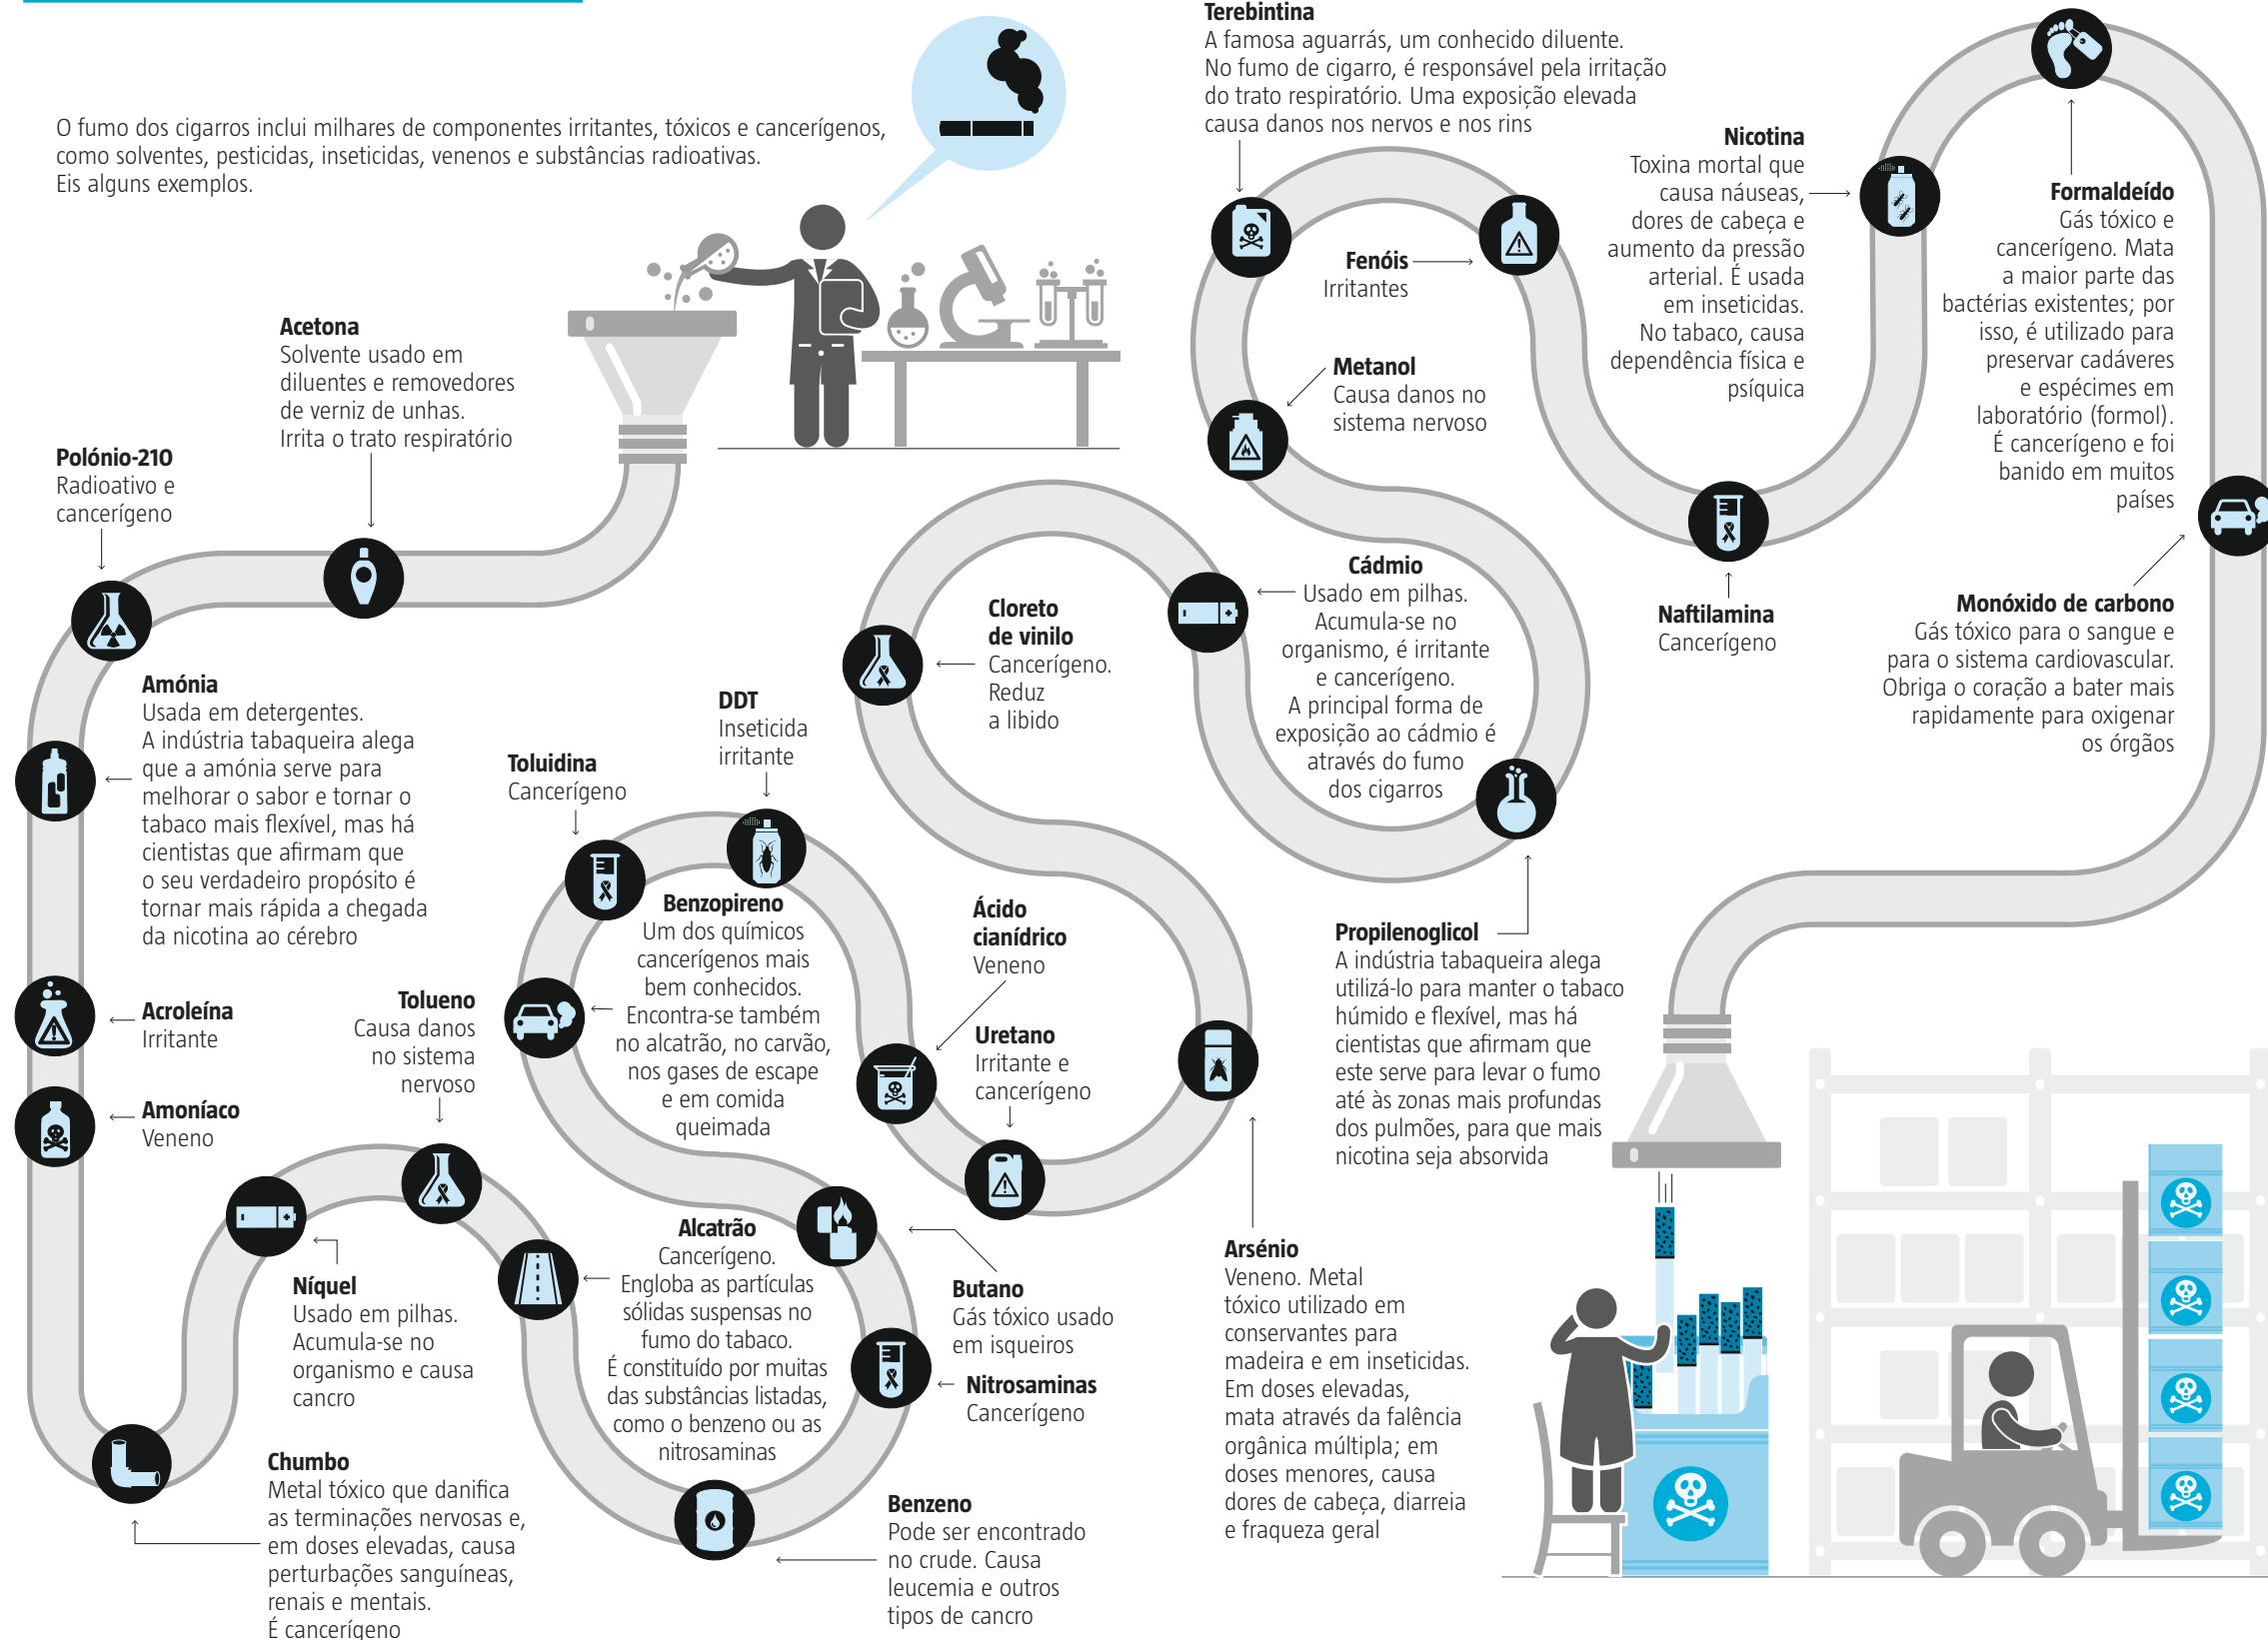 O fumo dos cigarros inclui milhares de componentes irritantes, tóxicos e cancerígenos,
como solventes, pesticidas, inseticidas, venenos e substâncias radioativas.
Eis alguns exemplos.
Acetona
Solvente usado em
diluentes e removedores
de verniz de unhas.
Irrita o trato respiratório
Polónio-210
Radioativo e
cancerígeno
Amónia
Usada em detergentes.
A indústria tabaqueira alega
que a amónia serve para
melhorar o sabor e tornar o
tabaco mais flexível, mas há
cientistas que afirmam que
o seu verdadeiro propósito é
tornar mais rápida a chegada
da nicotina ao cérebro
Acroleína
Irritante
Amoníaco
Veneno
Chumbo
Metal tóxico que danifica
as terminações nervosas e,
em doses elevadas, causa
perturbações sanguíneas,
renais e mentais.
É cancerígeno
Níquel
Usado em pilhas.
Acumula-se no
organismo e causa
cancro
Tolueno
Causa danos
no sistema
nervoso
Alcatrão
Cancerígeno.
Engloba as partículas
sólidas suspensas no
fumo do tabaco.
É constituído por muitas
das substâncias listadas,
como o benzeno ou as
nitrosaminas
Benzeno
Pode ser encontrado
no crude. Causa
leucemia e outros
tipos de cancro
Nitrosaminas
Cancerígeno
Butano
Gás tóxico usado
em isqueiros
Benzopireno
Um dos químicos
cancerígenos mais
bem conhecidos.
Encontra-se também
no alcatrão, no carvão,
nos gases de escape
e em comida
queimada
Toluidina
Cancerígeno
DDT
Inseticida
irritante
Ácido
cianídrico
Veneno
Uretano
Irritante e
cancerígeno
Arsénio
Veneno. Metal
tóxico utilizado em
conservantes para
madeira e em inseticidas.
Em doses elevadas,
mata através da falência
orgânica múltipla; em
doses menores, causa
dores de cabeça, diarreia
e fraqueza geral
Cloreto
de vinilo
Cancerígeno.
Reduz
a libido
Cádmio
Usado em pilhas.
Acumula-se no
organismo, é irritante
e cancerígeno.
A principal forma de
exposição ao cádmio é
através do fumo
dos cigarros
Propilenoglicol
A indústria tabaqueira alega
utilizá-lo para manter o tabaco
húmido e flexível, mas há
cientistas que afirmam que
este serve para levar o fumo
até às zonas mais profundas
dos pulmões, para que mais
nicotina seja absorvida
Metanol
Causa danos no
sistema nervoso
Terebintina
A famosa aguarrás, um conhecido diluente.
No fumo de cigarro, é responsável pela irritação
do trato respiratório. Uma exposição elevada
causa danos nos nervos e nos rins
Fenóis
Irritantes
Naftilamina
Cancerígeno
Nicotina
Toxina mortal que
causa náuseas,
dores de cabeça e
aumento da pressão
arterial. É usada
em inseticidas.
No tabaco, causa
dependência física e
psíquica
Formaldeído
Gás tóxico e
cancerígeno. Mata
a maior parte das
bactérias existentes; por
isso, é utilizado para
preservar cadáveres
e espécimes em
laboratório (formol).
É cancerígeno e foi
banido em muitos
países
Monóxido de carbono
Gás tóxico para o sangue e
para o sistema cardiovascular.
Obriga o coração a bater mais
rapidamente para oxigenar
os órgãos